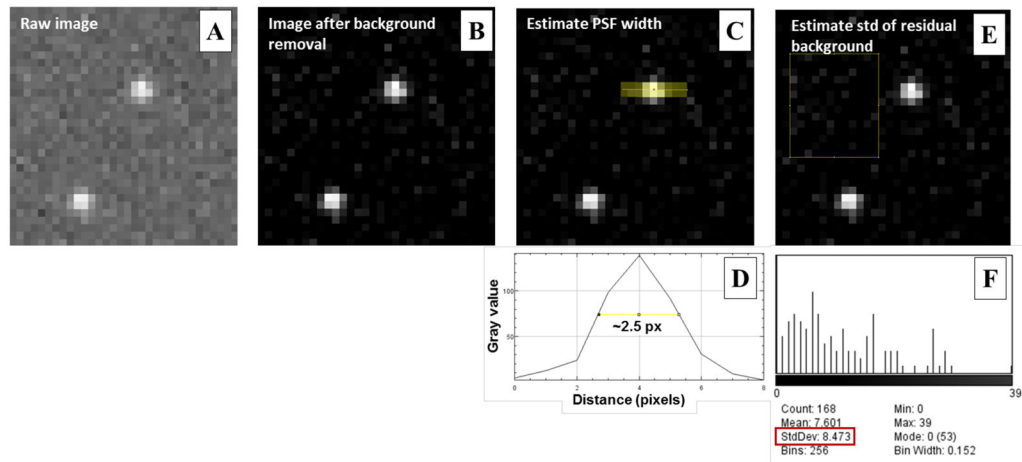 Raw image
A
Image after background
removal
B
Estimate PSF width
C
Estimate std of residual
background
E
D
Gray value
100
50
~2.5 px
0 2 4 6 8
Distance (pixels)
F
0 39
Count: 168 Min: 0
Mean: 7.601 Max: 39
StdDev: 8.473 Mode: 0 (53)
Bins: 256 Bin Width: 0.152